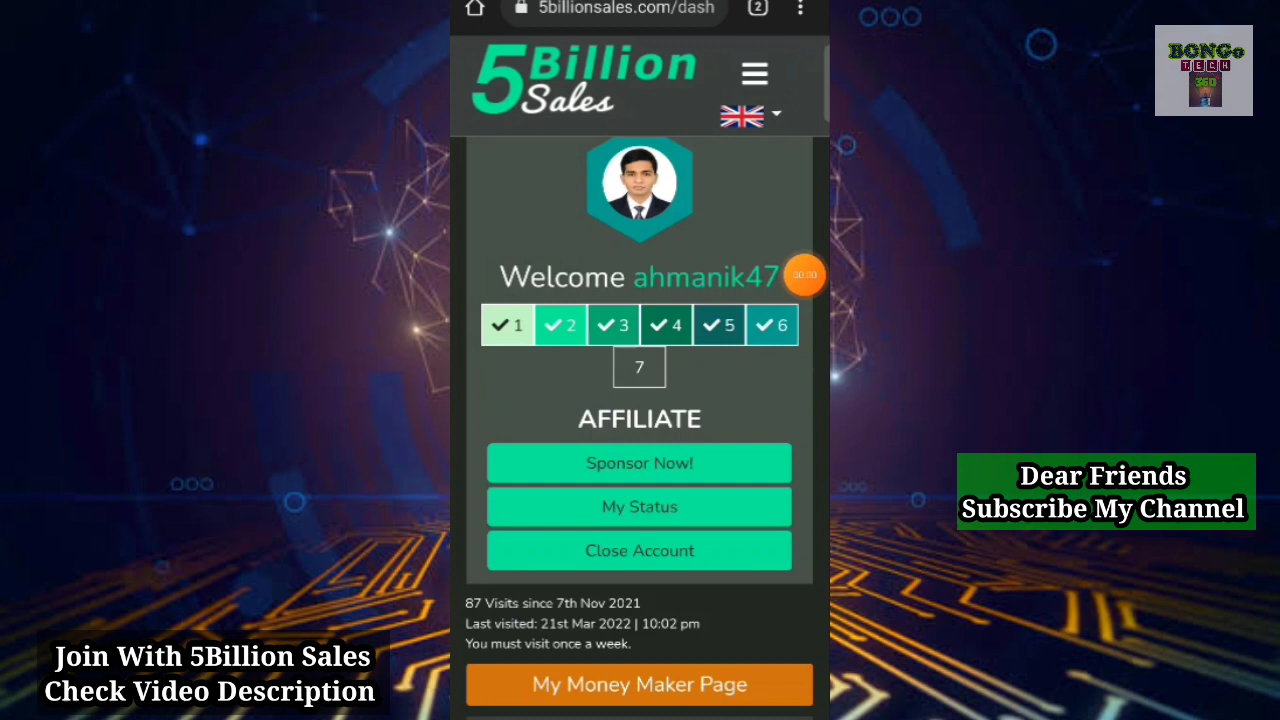 5billionsales.com/dash
2
5Billion
Sales
BONGo
TECH
360
Welcome ahmanik47
00:00
1 2 3 4 5 6
7
AFFILIATE
Sponsor Now!
My Status
Close Account
Dear Friends
Subscribe My Channel
87 Visits since 7th Nov 2021
Last visited: 21st Mar 2022 | 10:02 pm
You must visit once a week.
My Money Maker Page
Join With 5Billion Sales
Check Video Description